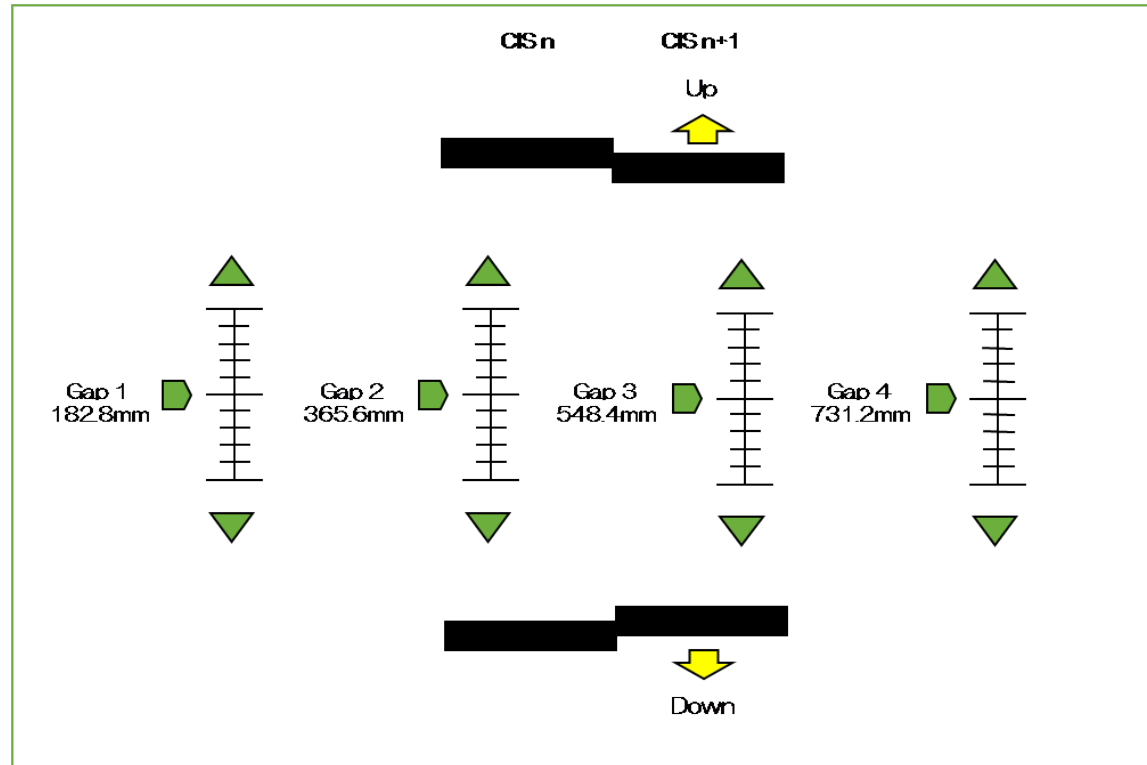 CIS n
CIS n+1
Up
Gap 1
182.8mm
Gap 2
365.6mm
Gap 3
548.4mm
Gap 4
731.2mm
Down